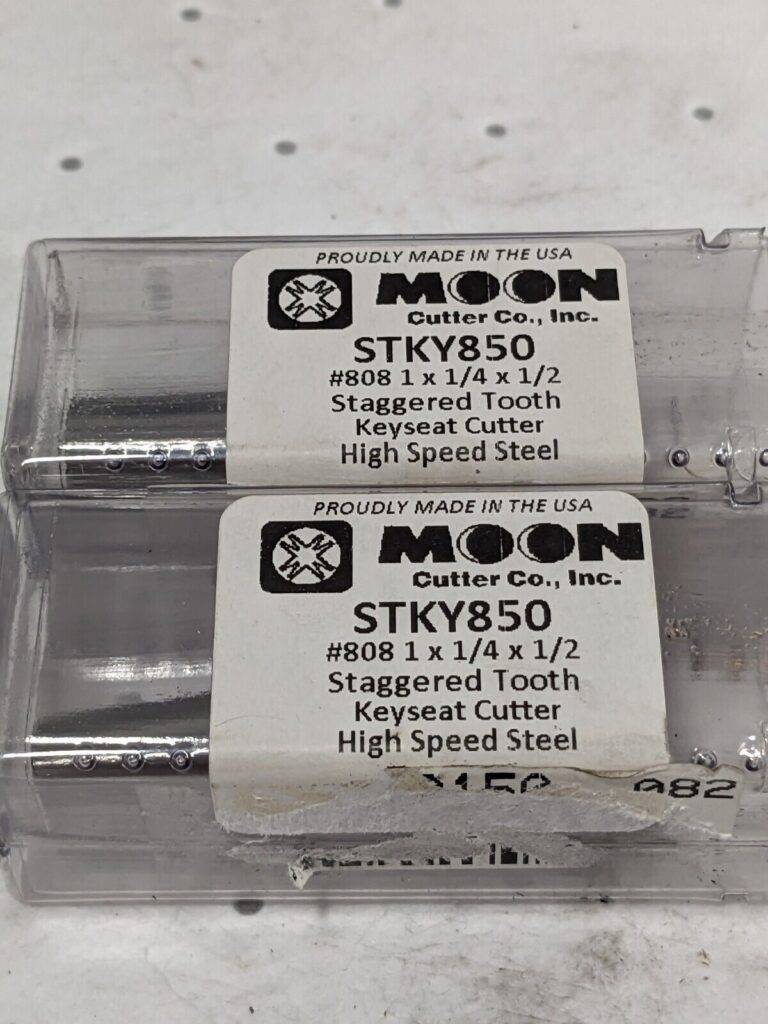 PROUDLY MADE IN THE USA
MOON
Cutter Co., Inc.
STKY850
#808 1 x 1/4 x 1/2
Staggered Tooth
Keyseat Cutter
High Speed Steel
PROUDLY MADE IN THE USA
MOON
Cutter Co., Inc.
STKY850
#808 1 x 1/4 x 1/2
Staggered Tooth
Keyseat Cutter
High Speed Steel
082